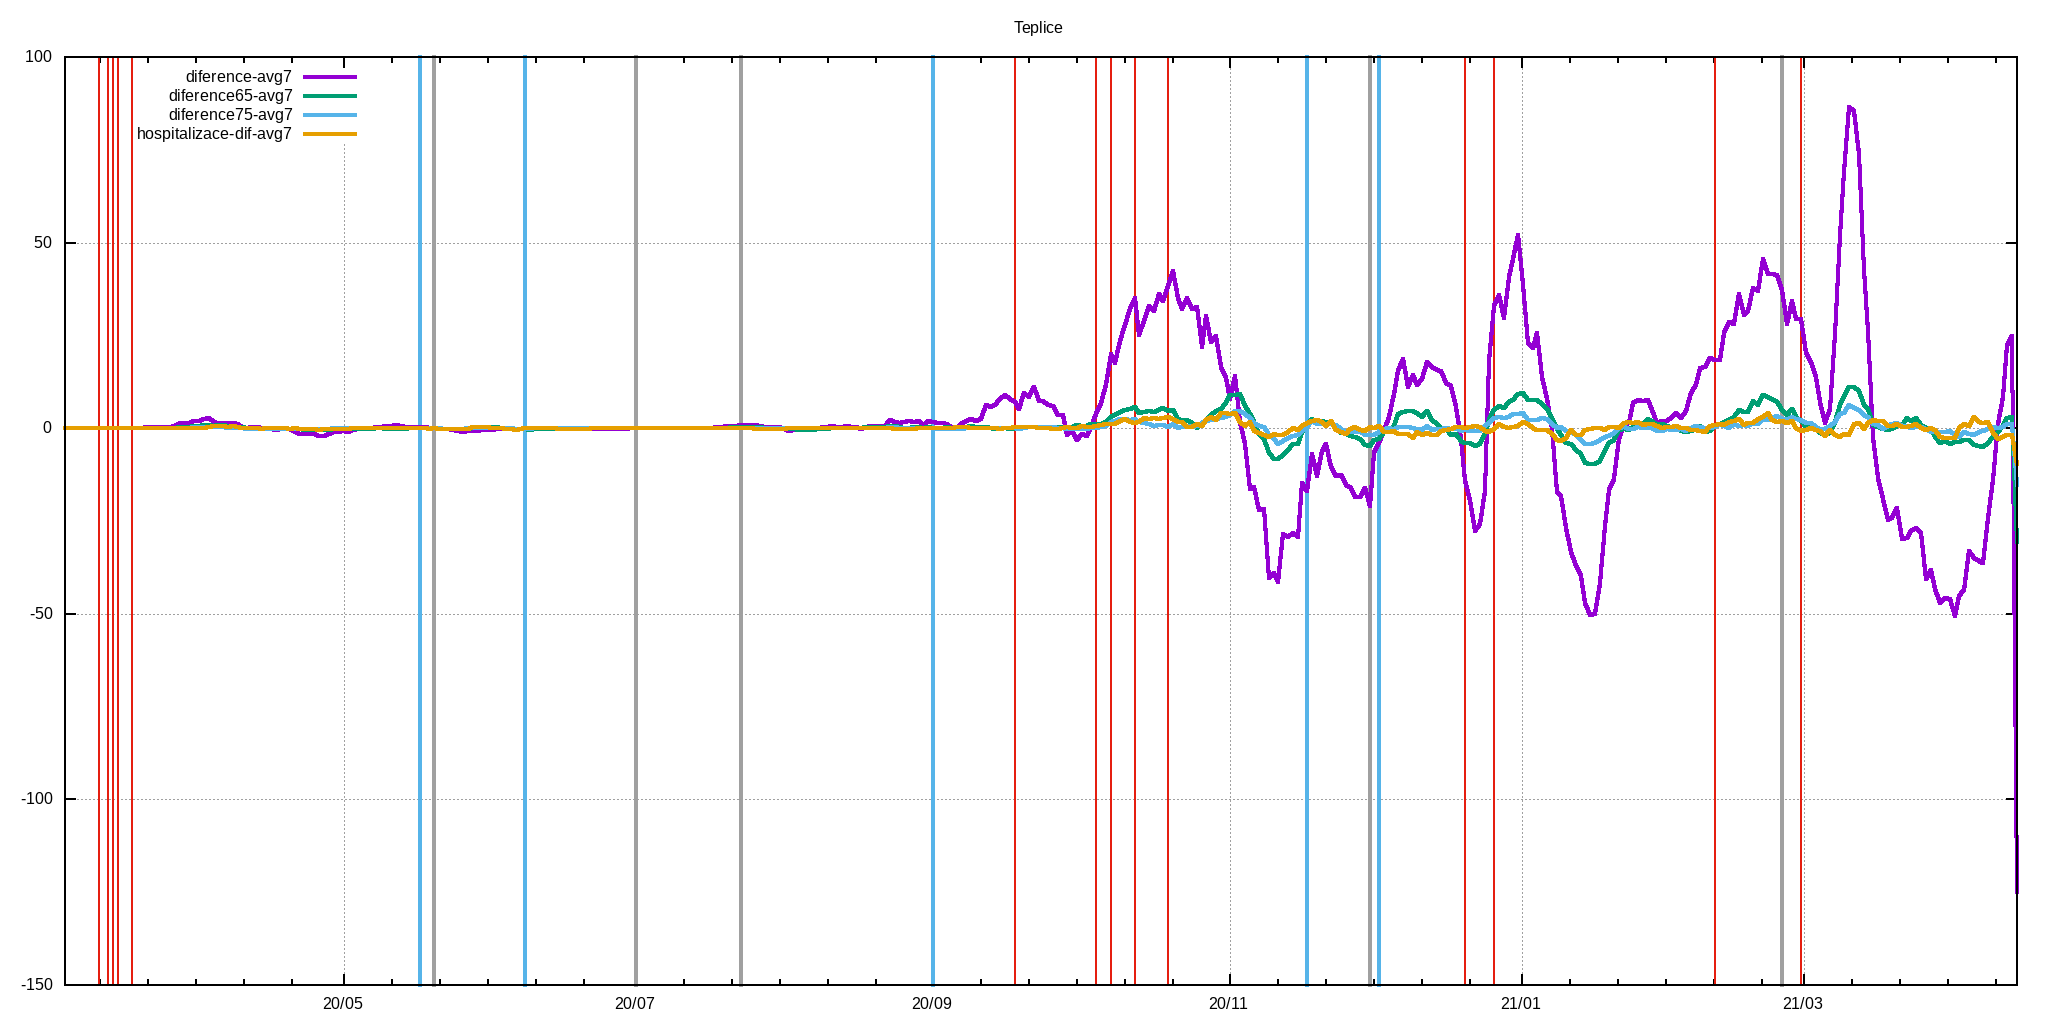 Teplice
100
50
0
-50
-100
-150
diference-avg7
diference65-avg7
diference75-avg7
hospitalizace-dif-avg7
20/05 20/07 20/09 20/11 21/01 21/03